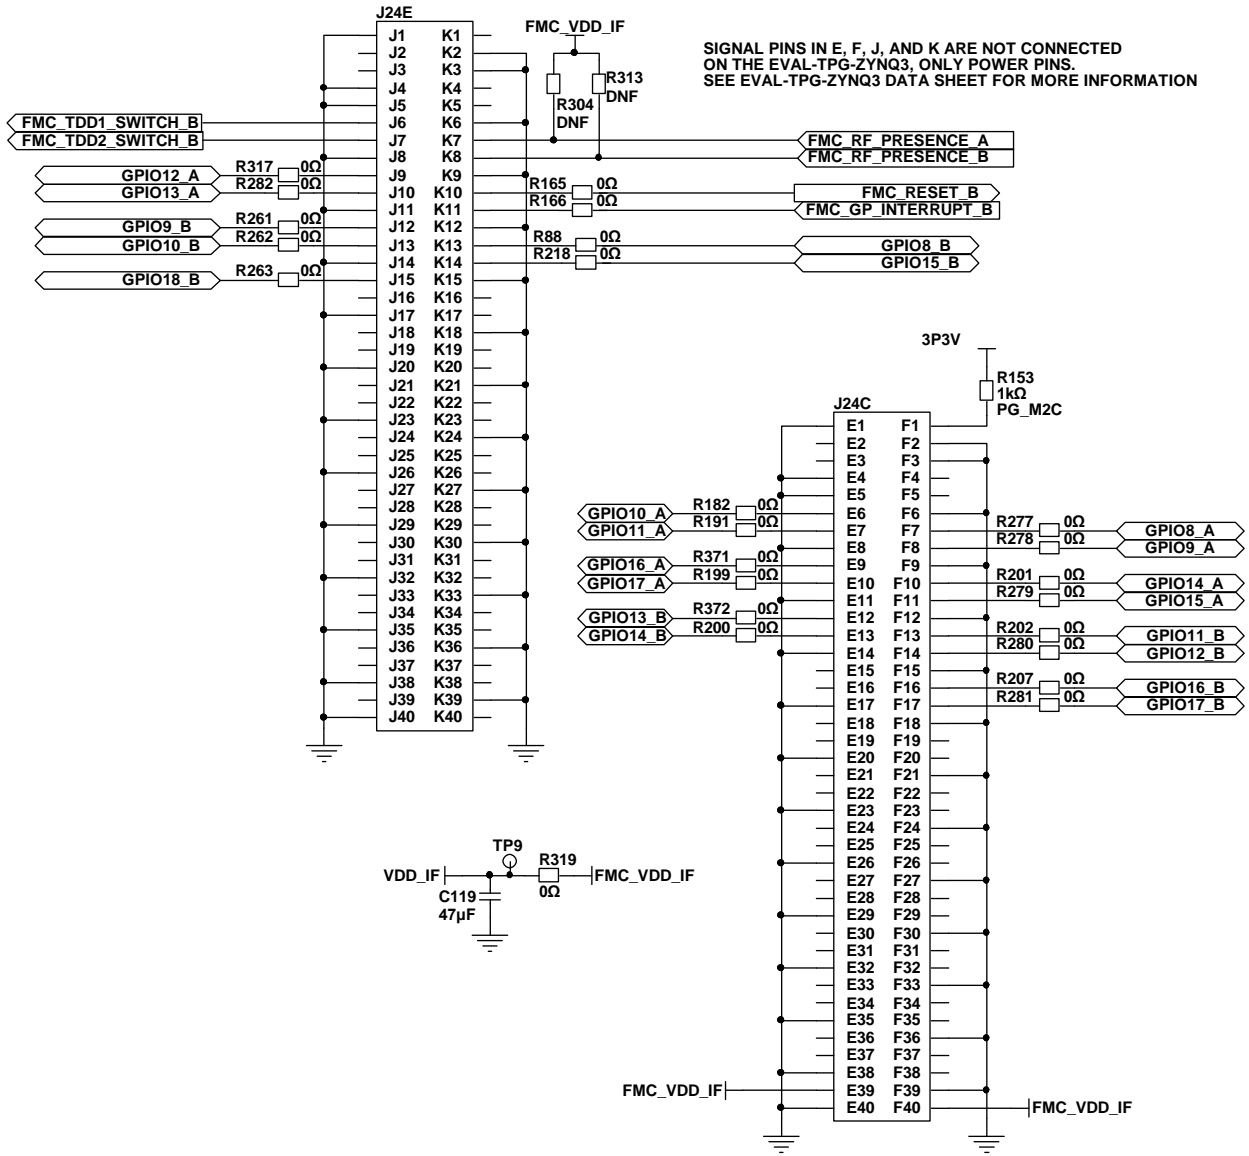 J24E
FMC_VDD_IF
SIGNAL PINS IN E, F, J, AND K ARE NOT CONNECTED
ON THE EVAL-TPG-ZYNQ3, ONLY POWER PINS.
SEE EVAL-TPG-ZYNQ3 DATA SHEET FOR MORE INFORMATION
R313
DNF
R304
DNF
J1 K1
J2 K2
J3 K3
J4 K4
J5 K5
FMC_TDD1_SWITCH_B J6 K6
FMC_TDD2_SWITCH_B J7 K7 FMC_RF_PRESENCE_A
J8 K8 FMC_RF_PRESENCE_B
GPIO12_A R317 0Ω J9 K9
GPIO13_A R282 0Ω J10 K10 R165 0Ω FMC_RESET_B
J11 K11 R166 0Ω FMC_GP_INTERRUPT_B
GPIO9_B R261 0Ω J12 K12
GPIO10_B R262 0Ω J13 K13 R88 0Ω GPIO8_B
J14 K14 R218 0Ω GPIO15_B
GPIO18_B R263 0Ω J15 K15
J16 K16
J17 K17
J18 K18
J19 K19
J20 K20
J21 K21
J22 K22
J23 K23
J24 K24
J25 K25
J26 K26
J27 K27
J28 K28
J29 K29
J30 K30
J31 K31
J32 K32
J33 K33
J34 K34
J35 K35
J36 K36
J37 K37
J38 K38
J39 K39
J40 K40
3P3V
R153
1kΩ
PG_M2C
J24C
E1 F1
E2 F2
E3 F3
E4 F4
E5 F5
GPIO10_A R182 0Ω E6 F6
GPIO11_A R191 0Ω E7 F7 R277 0Ω GPIO8_A
E8 F8 R278 0Ω GPIO9_A
GPIO16_A R371 0Ω E9 F9
GPIO17_A R199 0Ω E10 F10 R201 0Ω GPIO14_A
E11 F11 R279 0Ω GPIO15_A
GPIO13_B R372 0Ω E12 F12
GPIO14_B R200 0Ω E13 F13 R202 0Ω GPIO11_B
E14 F14 R280 0Ω GPIO12_B
E15 F15
E16 F16 R207 0Ω GPIO16_B
E17 F17 R281 0Ω GPIO17_B
E18 F18
E19 F19
E20 F20
E21 F21
E22 F22
E23 F23
E24 F24
E25 F25
E26 F26
E27 F27
E28 F28
E29 F29
E30 F30
E31 F31
E32 F32
E33 F33
E34 F34
E35 F35
E36 F36
E37 F37
E38 F38
FMC_VDD_IF E39 F39
E40 F40 FMC_VDD_IF
TP9
VDD_IF R319 FMC_VDD_IF
0Ω
C119
47µF